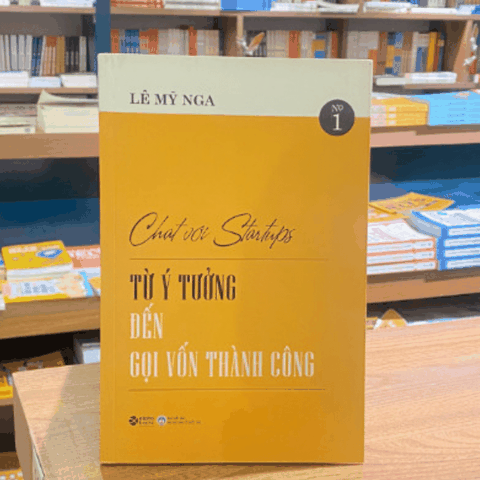 LÊ MỸ NGA
NO
1
Chat với Startups
TỪ Ý TƯỞNG
ĐẾN
GỌI VỐN THÀNH CÔNG